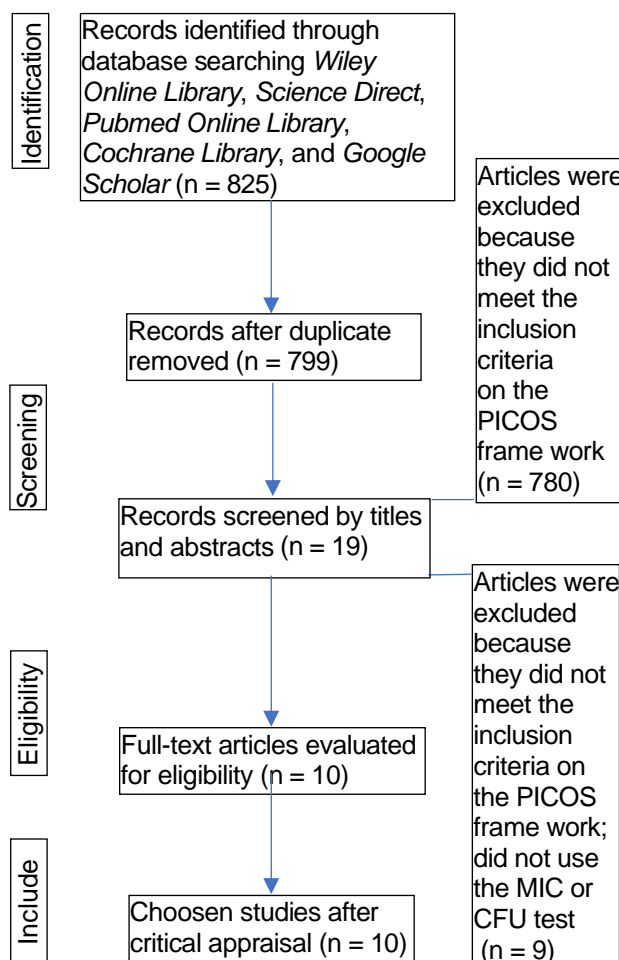 Identification
Records identified through
database searching Wiley
Online Library, Science Direct,
Pubmed Online Library,
Cochrane Library, and Google
Scholar (n = 825)
Articles were
excluded
because
they did not
meet the
inclusion
criteria
on the
PICOS
frame work
(n = 780)
Screening
Records after duplicate
removed (n = 799)
Records screened by titles
and abstracts (n = 19)
Articles were
excluded
because
they did not
meet the
inclusion
criteria on
the PICOS
frame work;
did not use
the MIC or
CFU test
(n = 9)
Eligibility
Full-text articles evaluated
for eligibility (n = 10)
Include
Choosen studies after
critical appraisal (n = 10)